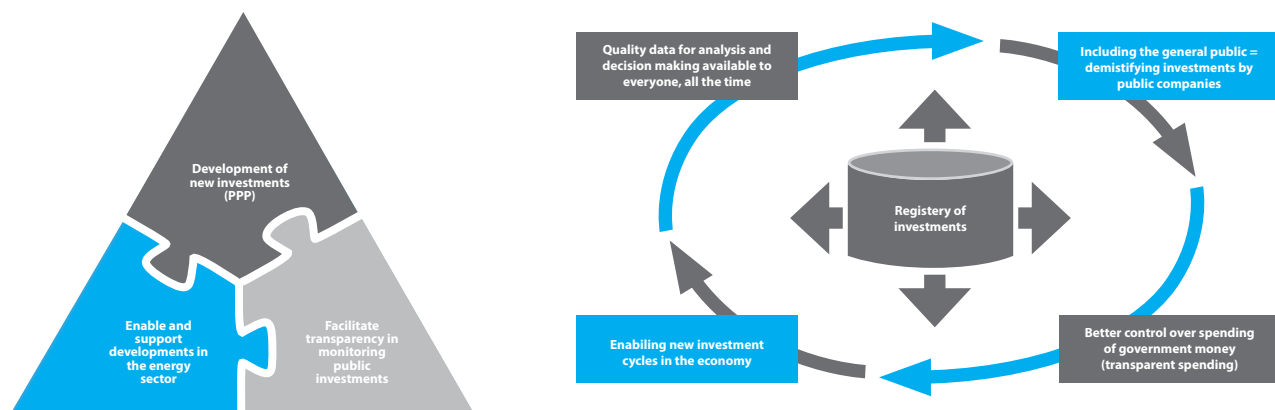 Development of
new investments
(PPP)
Enable and
support
developments in
the energy
sector
Facilitate
transparency in
monitoring
public
investments
Quality data for analysis and
decision making available to
everyone, all the time
Including the general public =
demistifying investments by
public companies
Registery of
investments
Enabiling new investment
cycles in the economy
Better control over spending
of government money
(transparent spending)